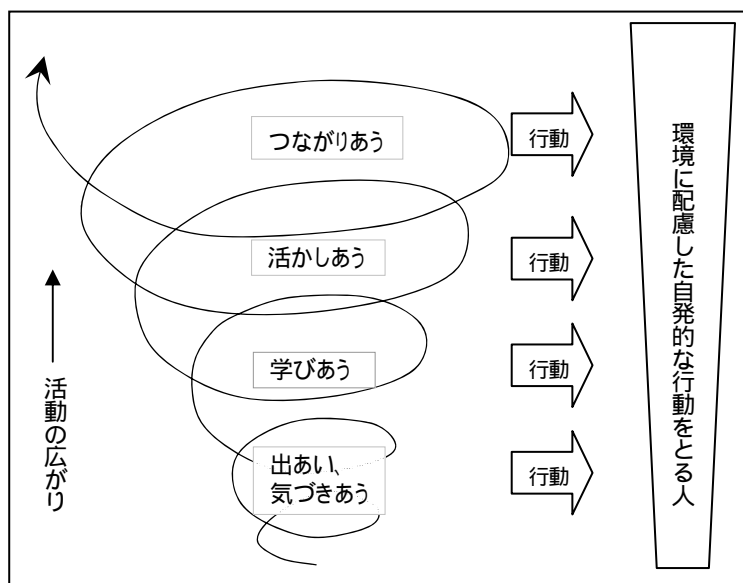 つながりあう
行動
活かしあう
行動
学びあう
行動
出あい、
気づきあう
行動
活動の広がり
環境に配慮した自発的な行動をとる人